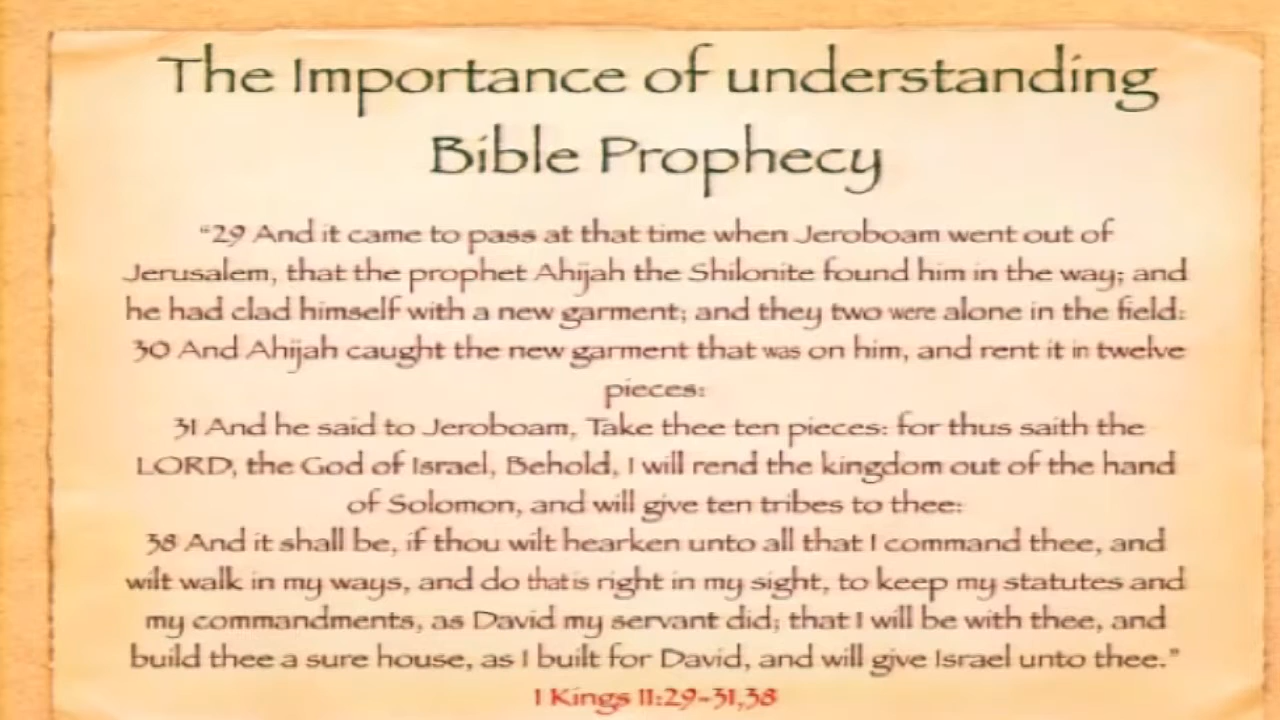 The Importance of understanding
Bible Prophecy
“29 And it came to pass at that time when Jeroboam went out of
Jerusalem, that the prophet Ahijah the Shilonite found him in the way; and
he had clad himself with a new garment; and they two were alone in the field:
30 And Ahijah caught the new garment that was on him, and rent it in twelve
pieces:
31 And he said to Jeroboam, Take thee ten pieces: for thus saith the
LORD, the God of Israel, Behold, I will rend the kingdom out of the hand
of Solomon, and will give ten tribes to thee:
38 And it shall be, if thou wilt hearken unto all that I command thee, and
wilt walk in my ways, and do that is right in my sight, to keep my statutes and
my commandments, as David my servant did; that I will be with thee, and
build thee a sure house, as I built for David, and will give Israel unto thee.”
1 Kings 11:29-31,38